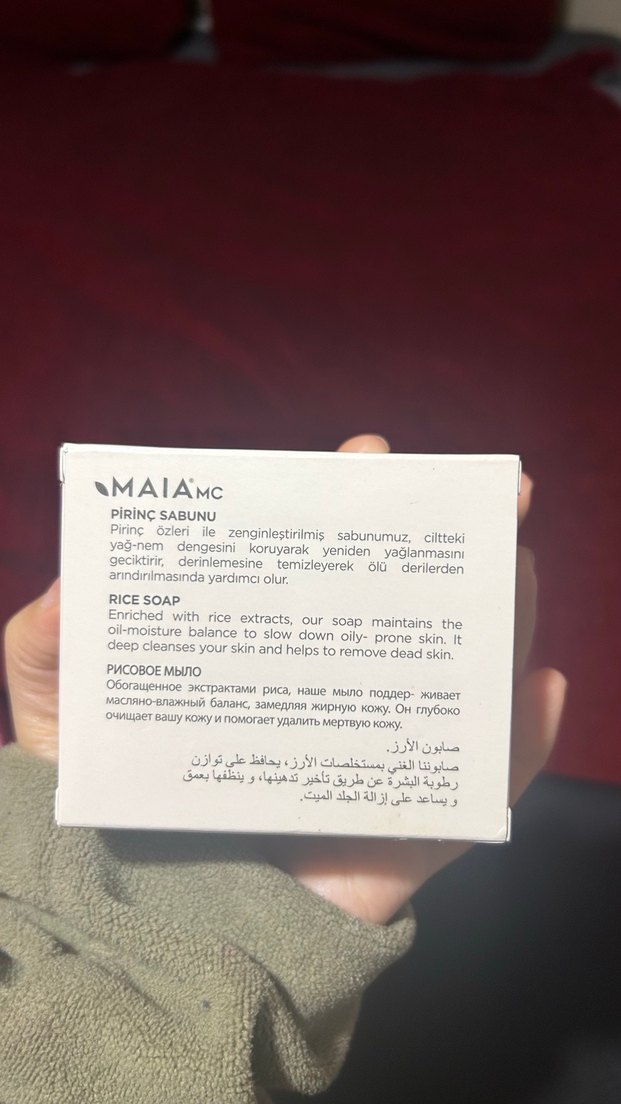 MAIA® MC
PİRİNÇ SABUNU
Pirinç özleri ile zenginleştirilmiş sabunumuz, ciltteki
yağ-nem dengesini koruyarak yeniden yağlanmasını
geciktirir, derinlemesine temizleyerek ölü derilerden
arındırılmasında yardımcı olur.
RICE SOAP
Enriched with rice extracts, our soap maintains the
oil-moisture balance to slow down oily- prone skin. It
deep cleanses your skin and helps to remove dead skin.
РИСОВОЕ МЫЛО
Обогащенное экстрактами риса, наше мыло поддер- живает
масляно-влажный баланс, замедляя жирную кожу. Он глубоко
очищает вашу кожу и помогает удалить мертвую кожу.
صابون الأرز.
صابوننا الغني بمستخلصات الأرز، يحافظ على توازن
رطوبة البشرة عن طريق تأخير تدهينها، و ينظفها بعمق
و يساعد على إزالة الجلد الميت.